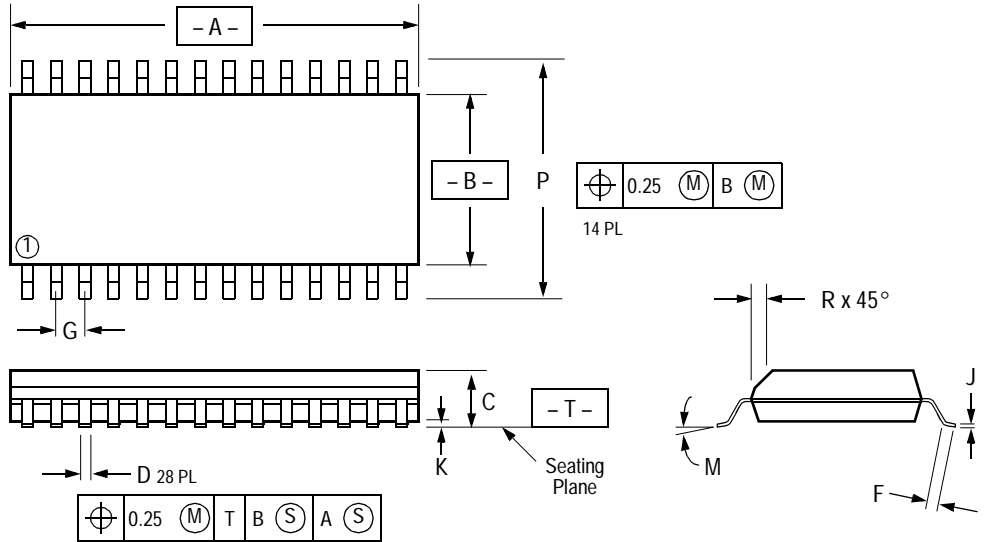 – A –
– B –
P
⌖ 0.25 Ⓜ B Ⓜ
14 PL
①
G
R x 45°
C
– T –
J
K
Seating
Plane
M
D 28 PL
F
⌖ 0.25 Ⓜ T B Ⓢ A Ⓢ